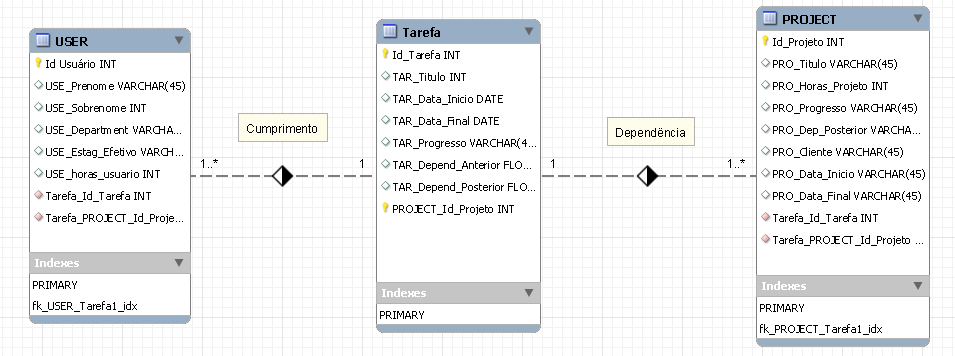 USER
Id Usuário INT
USE_Prenome VARCHAR(45)
USE_Sobrenome INT
USE_Department VARCHA...
USE_Estag_Efetivo VARCH...
USE_horas_usuario INT
Tarefa_Id_Tarefa INT
Tarefa_PROJECT_Id_Proje...
Indexes
PRIMARY
fk_USER_Tarefa1_idx
Cumprimento
1..*
1
Tarefa
Id_Tarefa INT
TAR_Titulo INT
TAR_Data_Inicio DATE
TAR_Data_Final DATE
TAR_Progresso VARCHAR(4...
TAR_Depend_Anterior FLO...
TAR_Depend_Posterior FLO...
PROJECT_Id_Projeto INT
Indexes
PRIMARY
Dependência
1
1..*
PROJECT
Id_Projeto INT
PRO_Titulo VARCHAR(45)
PRO_Horas_Projeto INT
PRO_Progresso VARCHAR(45)
PRO_Dep_Posterior VARCHAR...
PRO_Cliente VARCHAR(45)
PRO_Data_Inicio VARCHAR(45)
PRO_Data_Final VARCHAR(45)
Tarefa_Id_Tarefa INT
Tarefa_PROJECT_Id_Projeto ...
Indexes
PRIMARY
fk_PROJECT_Tarefa1_idx